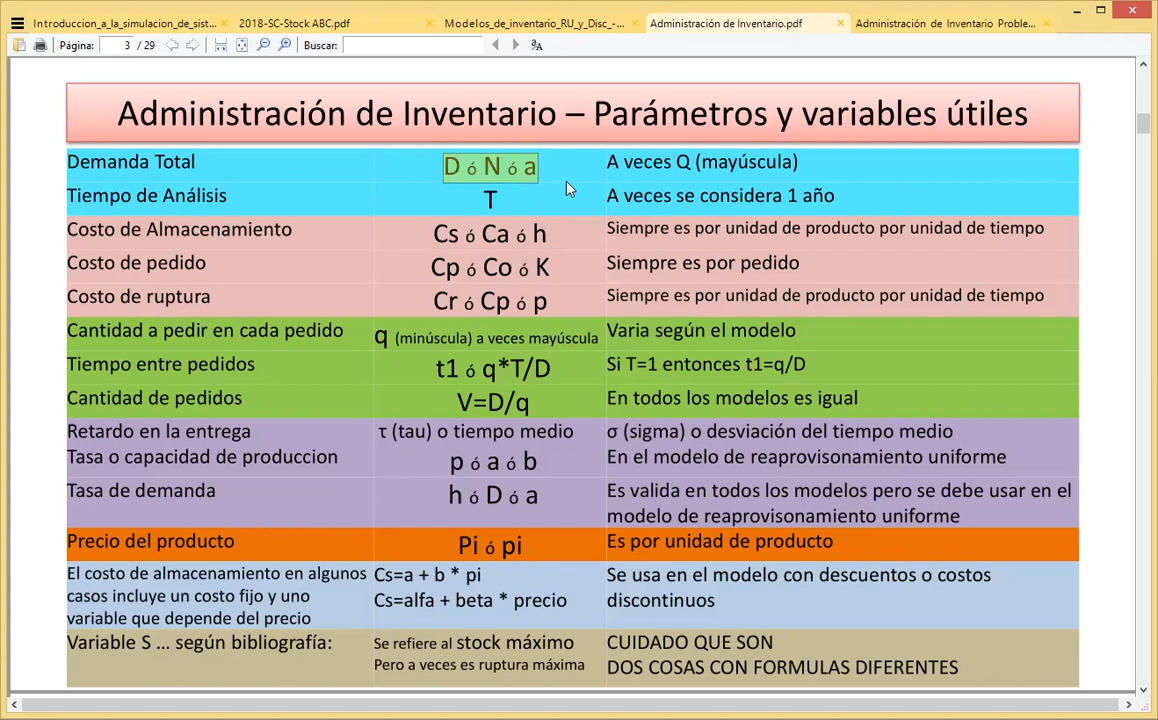 Introduccion_a_la_simulacion_de_sist...
2018-SC-Stock ABC.pdf
Modelos_de_inventario_RU_y_Disc_-...
Administración de Inventario.pdf
Administración de Inventario Proble...
Página: 3 / 29 Buscar:
Administración de Inventario – Parámetros y variables útiles
Demanda Total D ó N ó a A veces Q (mayúscula)
Tiempo de Análisis T A veces se considera 1 año
Costo de Almacenamiento Cs ó Ca ó h Siempre es por unidad de producto por unidad de tiempo
Costo de pedido Cp ó Co ó K Siempre es por pedido
Costo de ruptura Cr ó Cp ó p Siempre es por unidad de producto por unidad de tiempo
Cantidad a pedir en cada pedido q (minúscula) a veces mayúscula Varia según el modelo
Tiempo entre pedidos t1 ó q*T/D Si T=1 entonces t1=q/D
Cantidad de pedidos V=D/q En todos los modelos es igual
Retardo en la entrega τ (tau) o tiempo medio σ (sigma) o desviación del tiempo medio
Tasa o capacidad de produccion p ó a ó b En el modelo de reaprovisonamiento uniforme
Tasa de demanda h ó D ó a Es valida en todos los modelos pero se debe usar en el
modelo de reaprovisonamiento uniforme
Precio del producto Pi ó pi Es por unidad de producto
El costo de almacenamiento en algunos Cs=a + b * pi Se usa en el modelo con descuentos o costos
casos incluye un costo fijo y uno Cs=alfa + beta * precio discontinuos
variable que depende del precio
Variable S ... según bibliografía: Se refiere al stock máximo CUIDADO QUE SON
Pero a veces es ruptura máxima DOS COSAS CON FORMULAS DIFERENTES